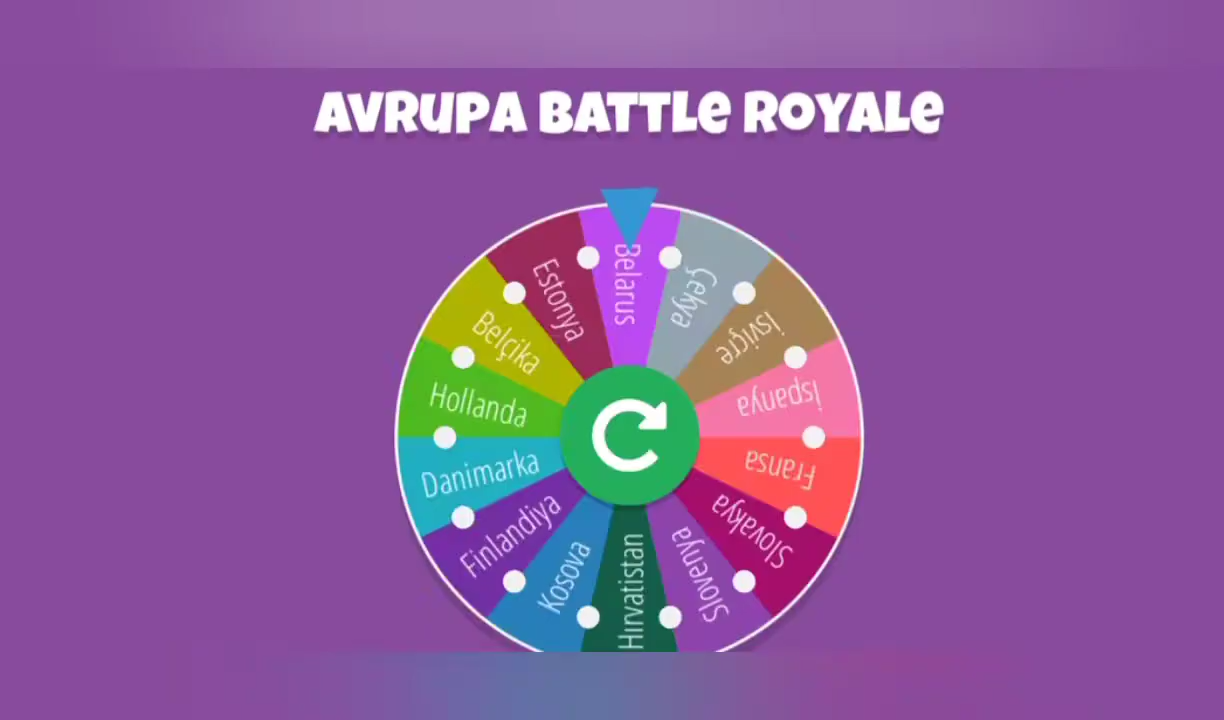 AVRUPA BATTLE ROYALE
Belarus
Çekya
İsviçre
İspanya
Fransa
Slovakya
Slovenya
Hırvatistan
Kosova
Finlandiya
Danimarka
Hollanda
Belçika
Estonya